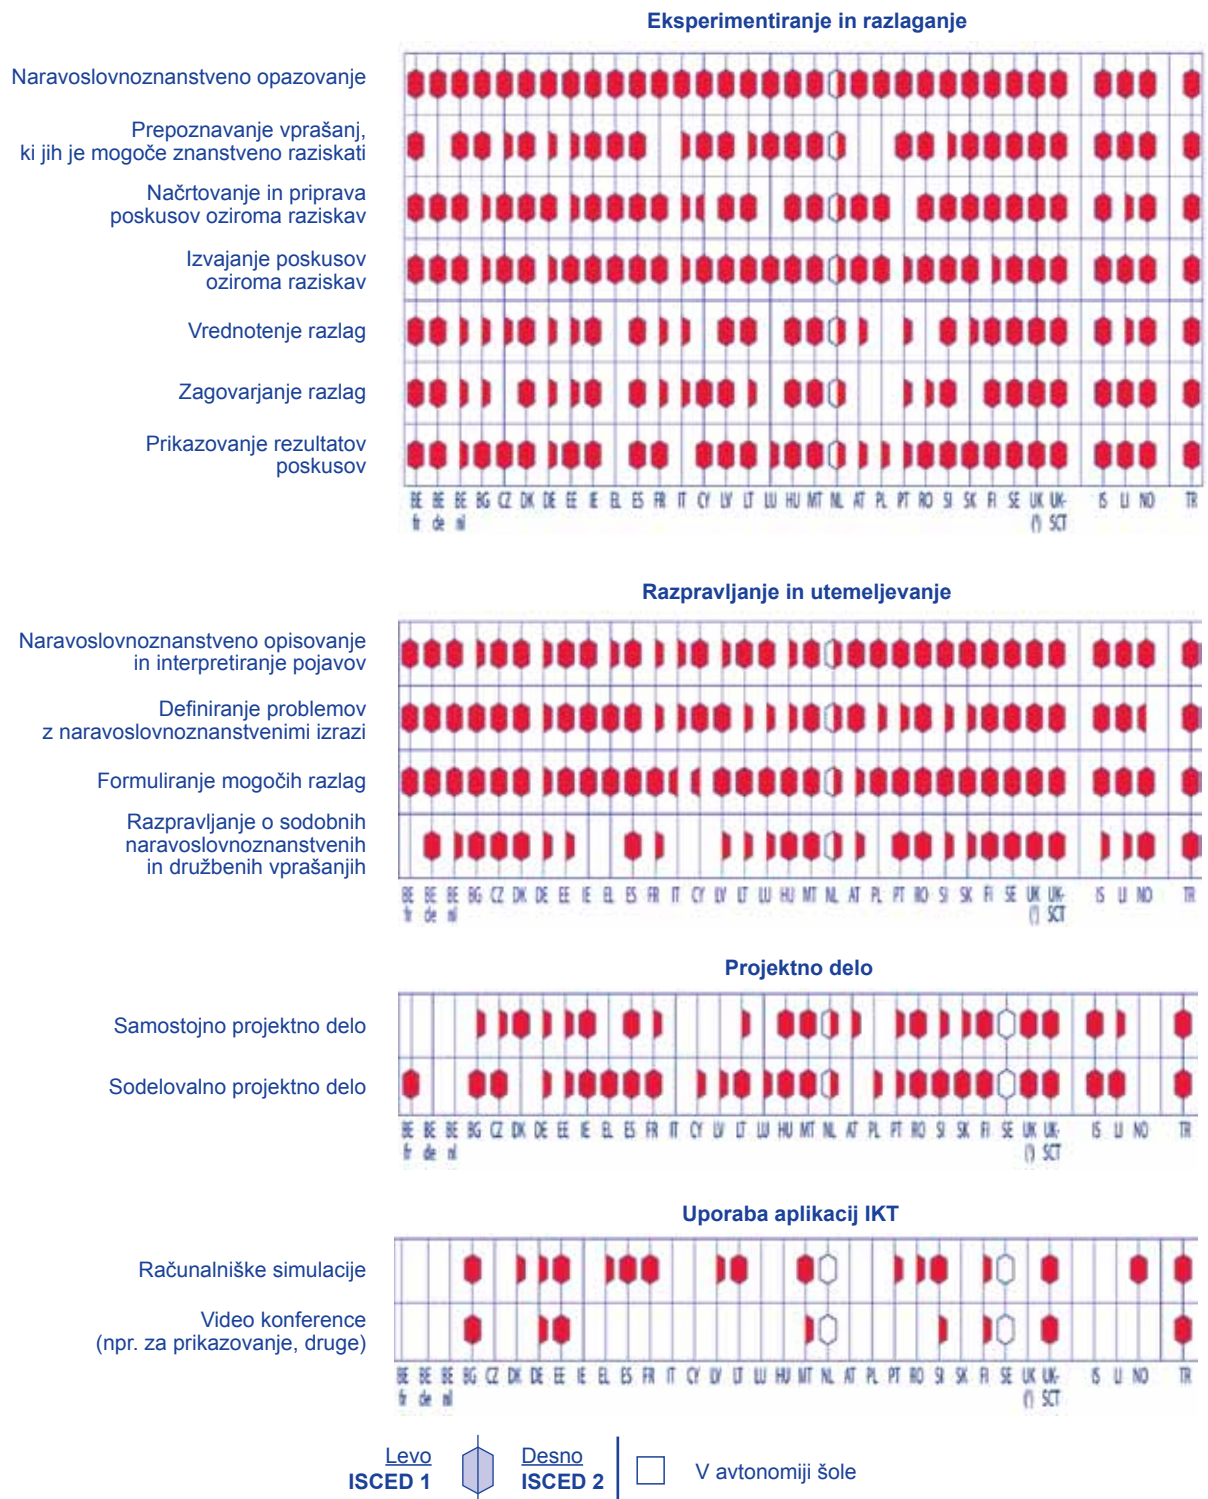 Eksperimentiranje in razlaganje
Naravoslovnoznanstveno opazovanje
Prepoznavanje vprašanj,
ki jih je mogoče znanstveno raziskati
Načrtovanje in priprava
poskusov oziroma raziskav
Izvajanje poskusov
oziroma raziskav
Vrednotenje razlag
Zagovarjanje razlag
Prikazovanje rezultatov
poskusov
BE BE BE BG CZ DK DE EE IE EL ES FR IT CY LV LT LU HU MT NL AT PL PT RO SI SK FI SE UK UK- IS LI NO TR
fr de nl (¹) SCT
Razpravljanje in utemeljevanje
Naravoslovnoznanstveno opisovanje
in interpretiranje pojavov
Definiranje problemov
z naravoslovnoznanstvenimi izrazi
Formuliranje mogočih razlag
Razpravljanje o sodobnih
naravoslovnoznanstvenih
in družbenih vprašanjih
BE BE BE BG CZ DK DE EE IE EL ES FR IT CY LV LT LU HU MT NL AT PL PT RO SI SK FI SE UK UK- IS LI NO TR
fr de nl (¹) SCT
Projektno delo
Samostojno projektno delo
Sodelovalno projektno delo
BE BE BE BG CZ DK DE EE IE EL ES FR IT CY LV LT LU HU MT NL AT PL PT RO SI SK FI SE UK UK- IS LI NO TR
fr de nl (¹) SCT
Uporaba aplikacij IKT
Računalniške simulacije
Video konference
(npr. za prikazovanje, druge)
BE BE BE BG CZ DK DE EE IE EL ES FR IT CY LV LT LU HU MT NL AT PL PT RO SI SK FI SE UK UK- IS LI NO TR
fr de nl (¹) SCT
Levo Desno
ISCED 1 ISCED 2 V avtonomiji šole